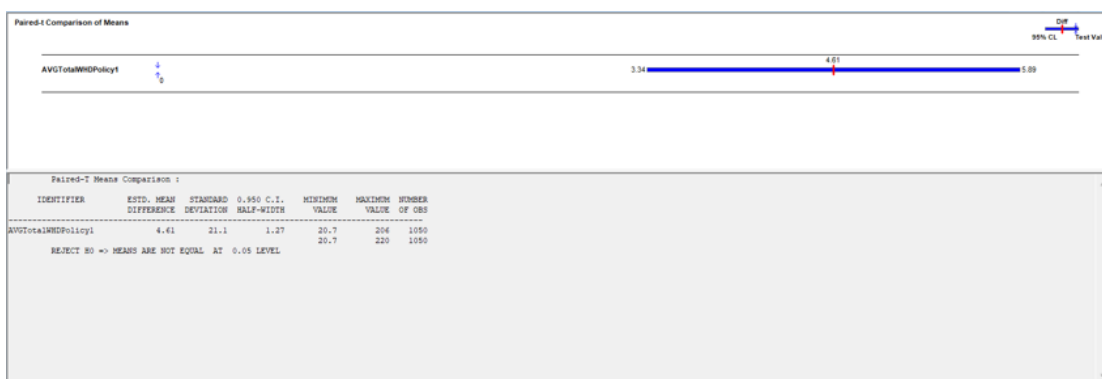 Paired-t Comparison of Means
Diff
95% CL Test Val
AVGTotalWHDPolicy1 0 3.34 4.61 5.89
Paired-T Means Comparison :
IDENTIFIER ESTD. MEAN STANDARD 0.950 C.I. MINIMUM MAXIMUM NUMBER
DIFFERENCE DEVIATION HALF-WIDTH VALUE VALUE OF OBS
AVGTotalWHDPolicy1 4.61 21.1 1.27 20.7 206 1050
20.7 220 1050
REJECT H0 => MEANS ARE NOT EQUAL AT 0.05 LEVEL